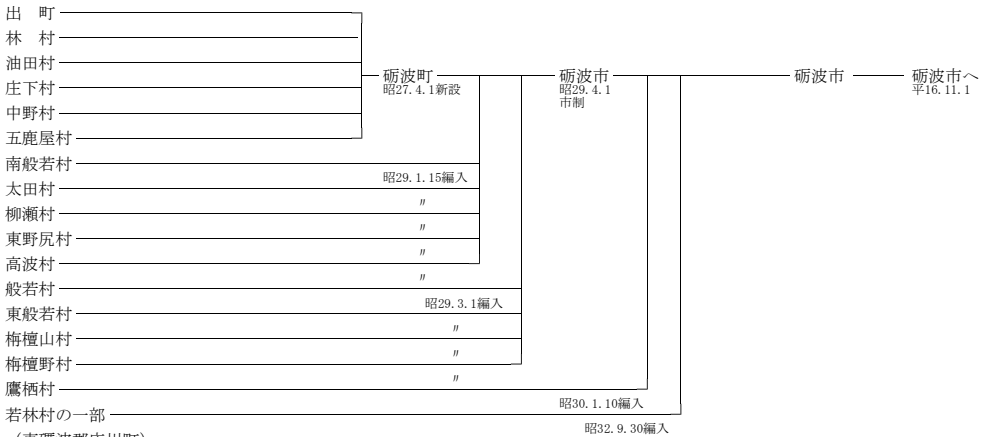 出　町
林　村
油田村
庄下村
中野村
五鹿屋村
砺波町
昭27.4.1新設
砺波市
昭29.4.1
市制
砺波市
砺波市へ
平16.11.1
南般若村
昭29.1.15編入
太田村
〃
柳瀬村
〃
東野尻村
〃
高波村
〃
般若村
昭29.3.1編入
東般若村
〃
栴檀山村
〃
栴檀野村
〃
鷹栖村
昭30.1.10編入
若林村の一部
昭32.9.30編入